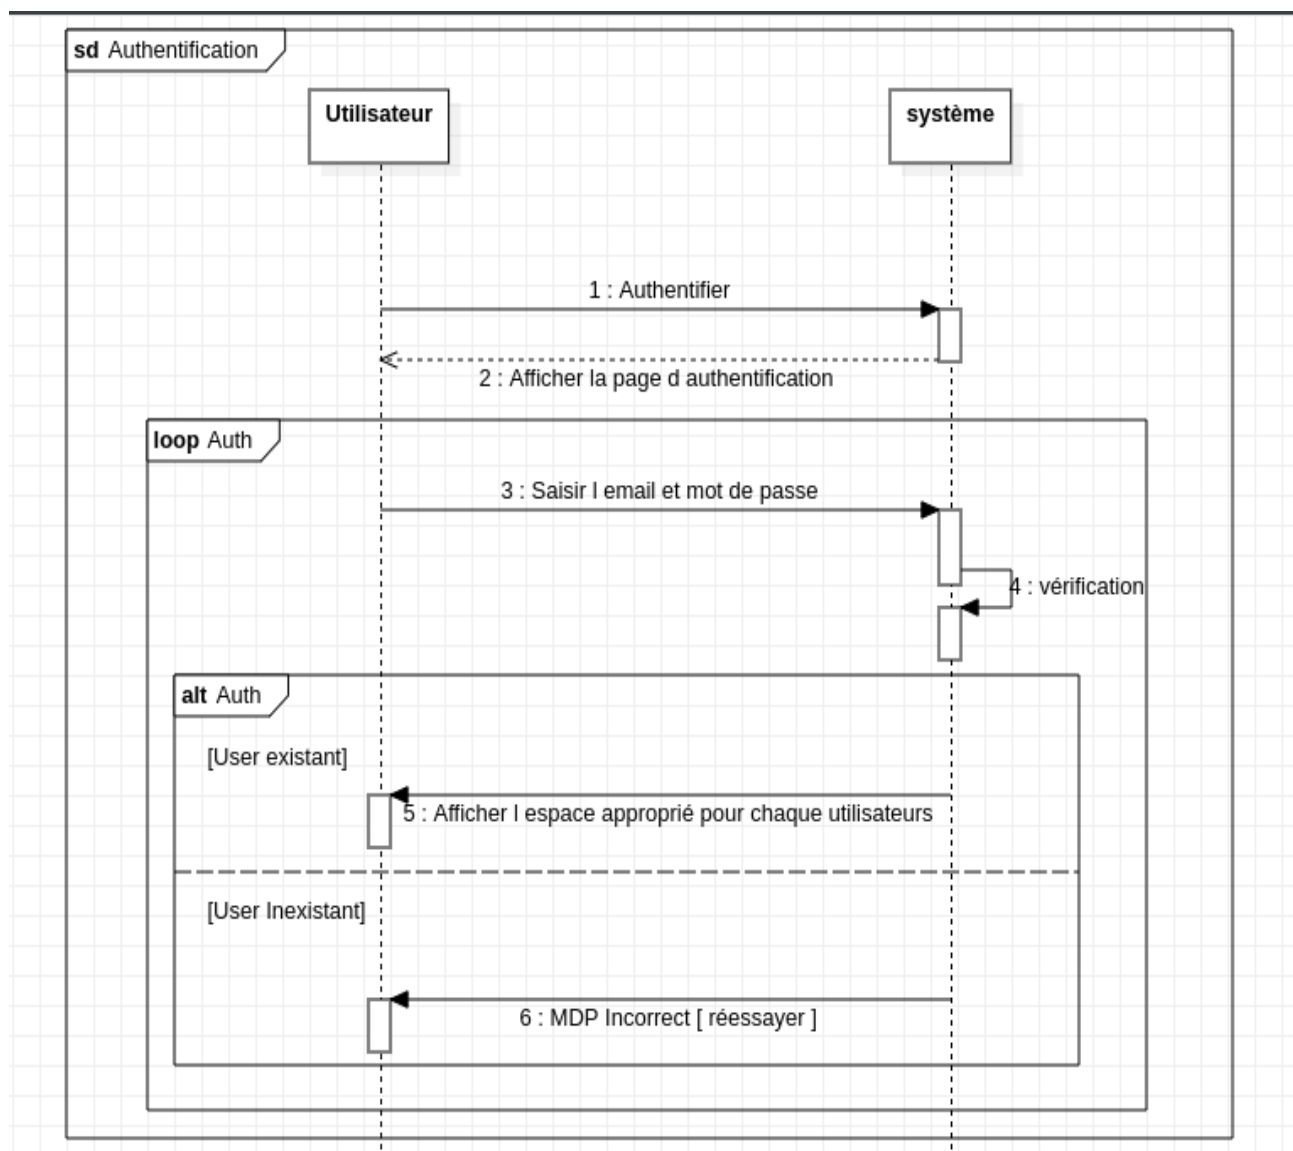 sd Authentification
Utilisateur
système
1 : Authentifier
2 : Afficher la page d authentification
loop Auth
3 : Saisir l email et mot de passe
4 : vérification
alt Auth
[User existant]
5 : Afficher l espace approprié pour chaque utilisateurs
[User Inexistant]
6 : MDP Incorrect [ réessayer ]